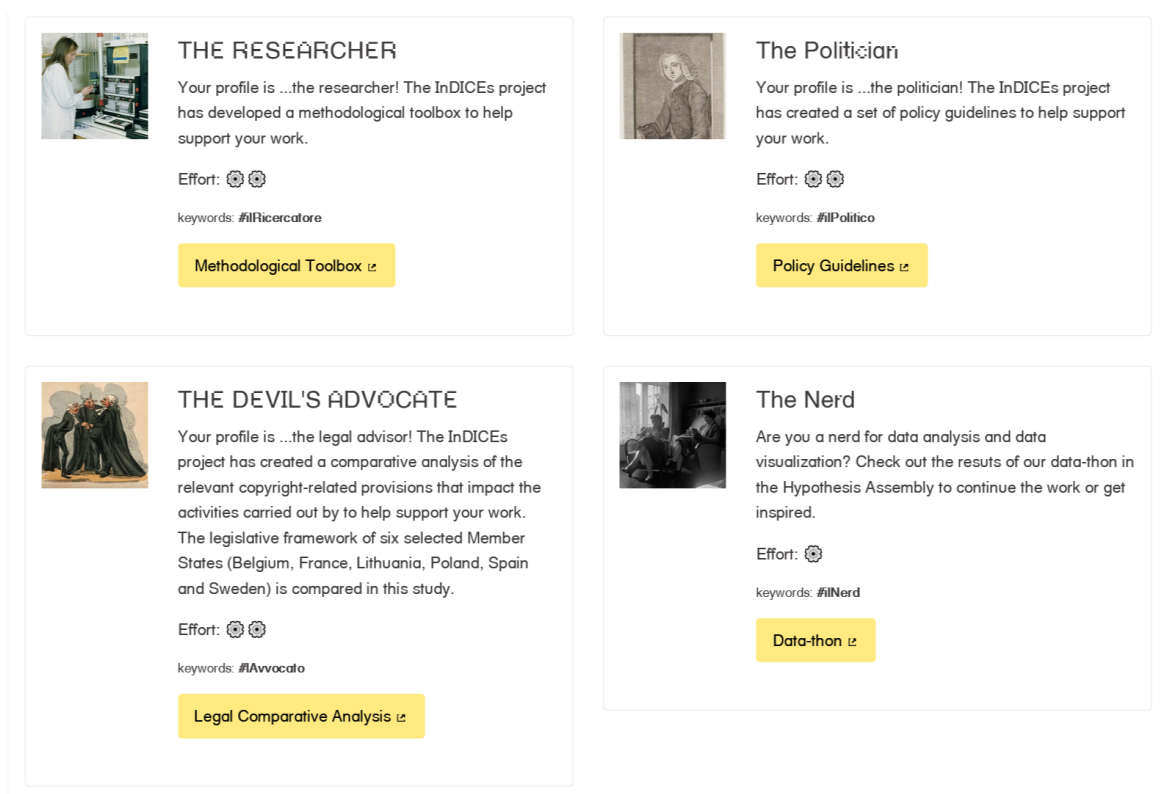 THE RESEARCHER
Your profile is ...the researcher! The InDICEs project
has developed a methodological toolbox to help
support your work.
Effort:
keywords: #ilRicercatore
Methodological Toolbox
The Politician
Your profile is ...the politician! The InDICEs project
has created a set of policy guidelines to help support
your work.
Effort:
keywords: #ilPolitico
Policy Guidelines
THE DEVIL'S ADVOCATE
Your profile is ...the legal advisor! The InDICEs
project has created a comparative analysis of the
relevant copyright-related provisions that impact the
activities carried out by to help support your work.
The legislative framework of six selected Member
States (Belgium, France, Lithuania, Poland, Spain
and Sweden) is compared in this study.
Effort:
keywords: #lAvvocato
Legal Comparative Analysis
The Nerd
Are you a nerd for data analysis and data
visualization? Check out the resuts of our data-thon in
the Hypothesis Assembly to continue the work or get
inspired.
Effort:
keywords: #ilNerd
Data-thon